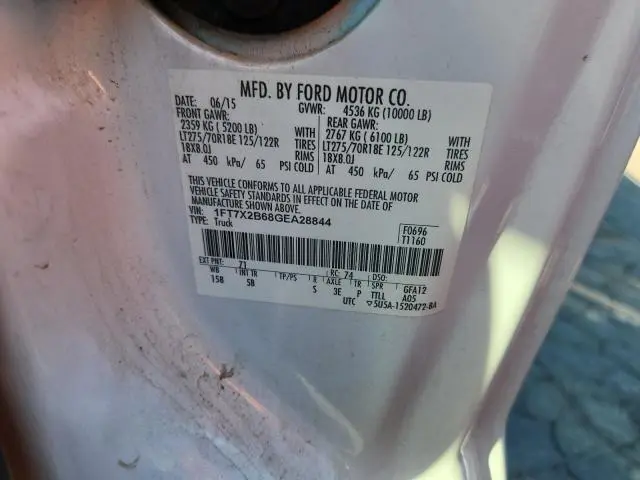 MFD. BY FORD MOTOR CO.
DATE: 06/15 GVWR: 4536 KG (10000 LB)
FRONT GAWR: REAR GAWR:
2359 KG ( 5200 LB) WITH 2767 KG ( 6100 LB) WITH
LT275/70R18E 125/122R TIRES LT275/70R18E 125/122R TIRES
18X8.0J RIMS 18X8.0J RIMS
AT 450 kPa/ 65 PSI COLD AT 450 kPa/ 65 PSI COLD
THIS VEHICLE CONFORMS TO ALL APPLICABLE FEDERAL MOTOR
VEHICLE SAFETY STANDARDS IN EFFECT ON THE DATE OF
MANUFACTURE SHOWN ABOVE.
VIN: 1FT7X2B68GEA28844 F0696
TYPE: Truck T1160
EXT PNT: Z1 RC: 74 DSO:
WB INT TR TP/PS R AXLE TR SPR GFA12
158 5B S 3E P TTLL A05
UTC ▽5U5A-1520472-BA